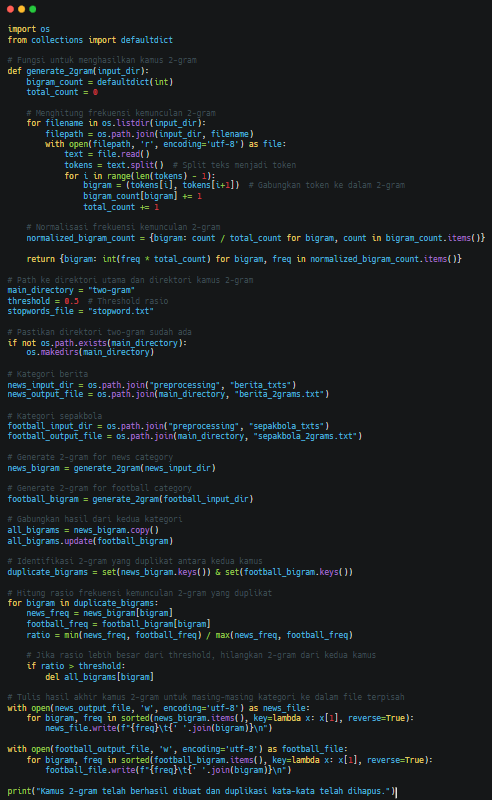 import os
from collections import defaultdict

# Fungsi untuk menghasilkan kamus 2-gram
def generate_2gram(input_dir):
    bigram_count = defaultdict(int)
    total_count = 0

    # Menghitung frekuensi kemunculan 2-gram
    for filename in os.listdir(input_dir):
        filepath = os.path.join(input_dir, filename)
        with open(filepath, 'r', encoding='utf-8') as file:
            text = file.read()
            tokens = text.split()  # Split teks menjadi token
            for i in range(len(tokens) - 1):
                bigram = (tokens[i], tokens[i+1])  # Gabungkan token ke dalam 2-gram
                bigram_count[bigram] += 1
                total_count += 1

    # Normalisasi frekuensi kemunculan 2-gram
    normalized_bigram_count = {bigram: count / total_count for bigram, count in bigram_count.items()}

    return {bigram: int(freq * total_count) for bigram, freq in normalized_bigram_count.items()}

# Path ke direktori utama dan direktori kamus 2-gram
main_directory = "two-gram"
threshold = 0.5  # Threshold rasio
stopwords_file = "stopword.txt"

# Pastikan direktori two-gram sudah ada
if not os.path.exists(main_directory):
    os.makedirs(main_directory)

# Kategori berita
news_input_dir = os.path.join("preprocessing", "berita_txts")
news_output_file = os.path.join(main_directory, "berita_2grams.txt")

# Kategori sepakbola
football_input_dir = os.path.join("preprocessing", "sepakbola_txts")
football_output_file = os.path.join(main_directory, "sepakbola_2grams.txt")

# Generate 2-gram for news category
news_bigram = generate_2gram(news_input_dir)

# Generate 2-gram for football category
football_bigram = generate_2gram(football_input_dir)

# Gabungkan hasil dari kedua kategori
all_bigrams = news_bigram.copy()
all_bigrams.update(football_bigram)

# Identifikasi 2-gram yang duplikat antara kedua kamus
duplicate_bigrams = set(news_bigram.keys()) & set(football_bigram.keys())

# Hitung rasio frekuensi kemunculan 2-gram yang duplikat
for bigram in duplicate_bigrams:
    news_freq = news_bigram[bigram]
    football_freq = football_bigram[bigram]
    ratio = min(news_freq, football_freq) / max(news_freq, football_freq)

    # Jika rasio lebih besar dari threshold, hilangkan 2-gram dari kedua kamus
    if ratio > threshold:
        del all_bigrams[bigram]

# Tulis hasil akhir kamus 2-gram untuk masing-masing kategori ke dalam file terpisah
with open(news_output_file, 'w', encoding='utf-8') as news_file:
    for bigram, freq in sorted(news_bigram.items(), key=lambda x: x[1], reverse=True):
        news_file.write(f"{freq}\t{' '.join(bigram)}\n")

with open(football_output_file, 'w', encoding='utf-8') as football_file:
    for bigram, freq in sorted(football_bigram.items(), key=lambda x: x[1], reverse=True):
        football_file.write(f"{freq}\t{' '.join(bigram)}\n")

print("Kamus 2-gram telah berhasil dibuat dan duplikasi kata-kata telah dihapus.")